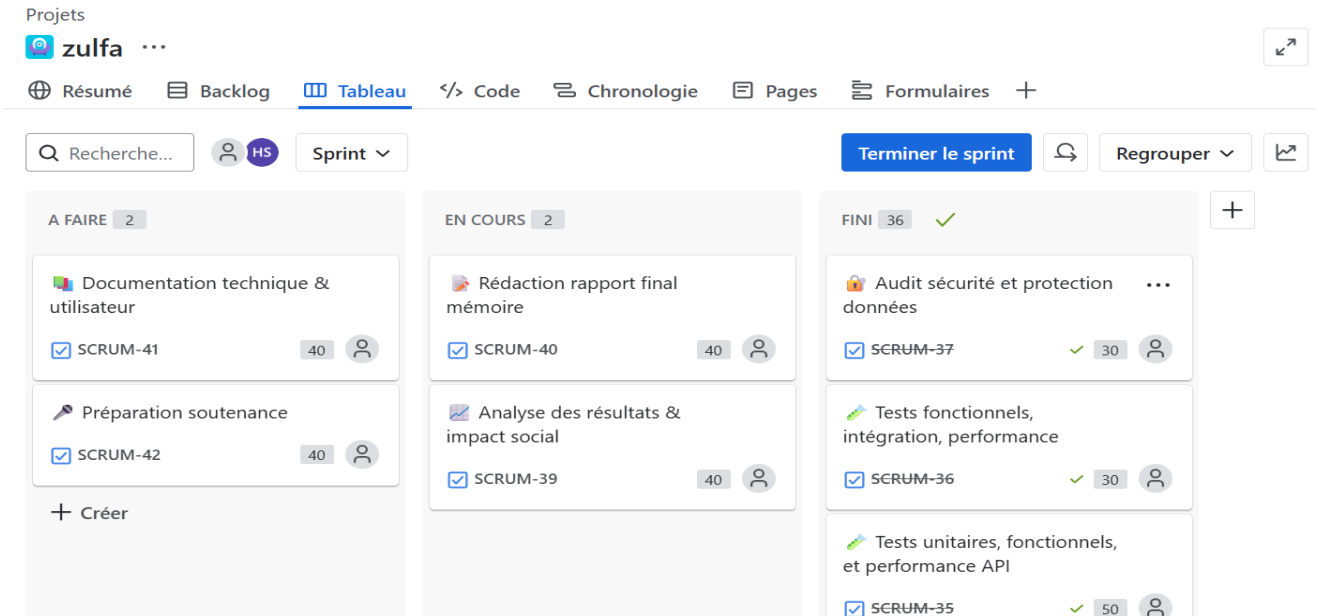 Projets
zulfa
Résumé Backlog Tableau Code Chronologie Pages Formulaires
Recherche... HS Sprint Terminer le sprint Regrouper
A FAIRE 2
Documentation technique &
utilisateur
SCRUM-41 40
Préparation soutenance
SCRUM-42 40
Créer
EN COURS 2
Rédaction rapport final
mémoire
SCRUM-40 40
Analyse des résultats &
impact social
SCRUM-39 40
FINI 36
Audit sécurité et protection
données
SCRUM-37 30
Tests fonctionnels,
intégration, performance
SCRUM-36 30
Tests unitaires, fonctionnels,
et performance API
SCRUM-35 50